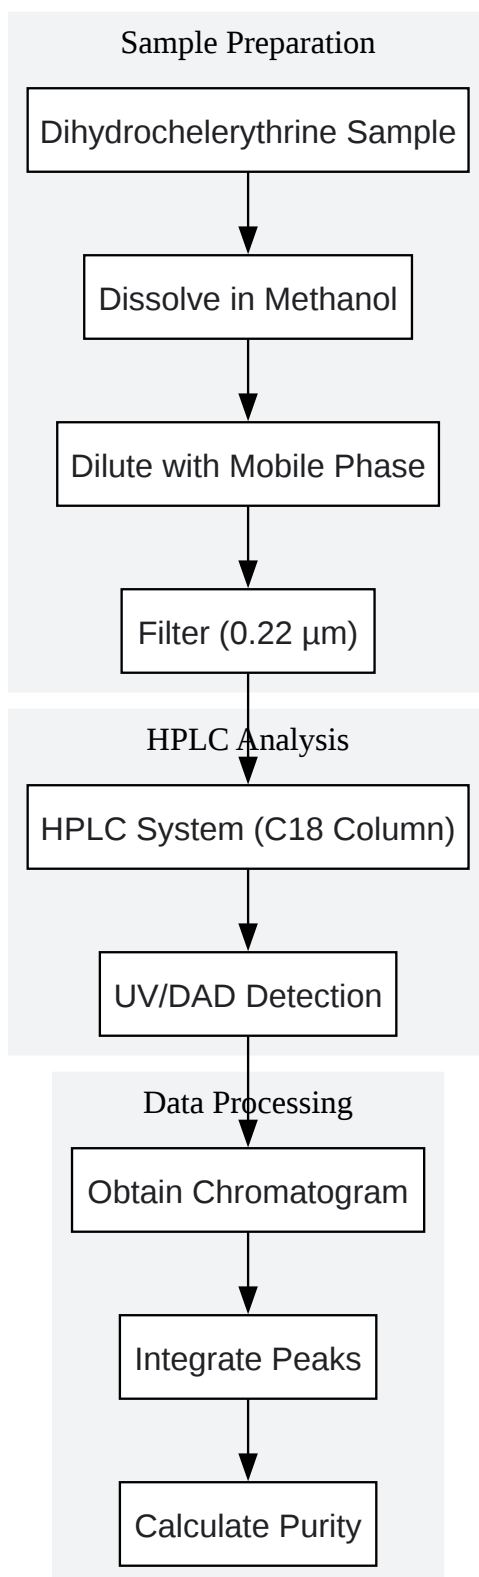 Sample Preparation
Dihydrochelerythrine Sample
Dissolve in Methanol
Dilute with Mobile Phase
Filter (0.22 µm)
HPLC Analysis
HPLC System (C18 Column)
UV/DAD Detection
Data Processing
Obtain Chromatogram
Integrate Peaks
Calculate Purity